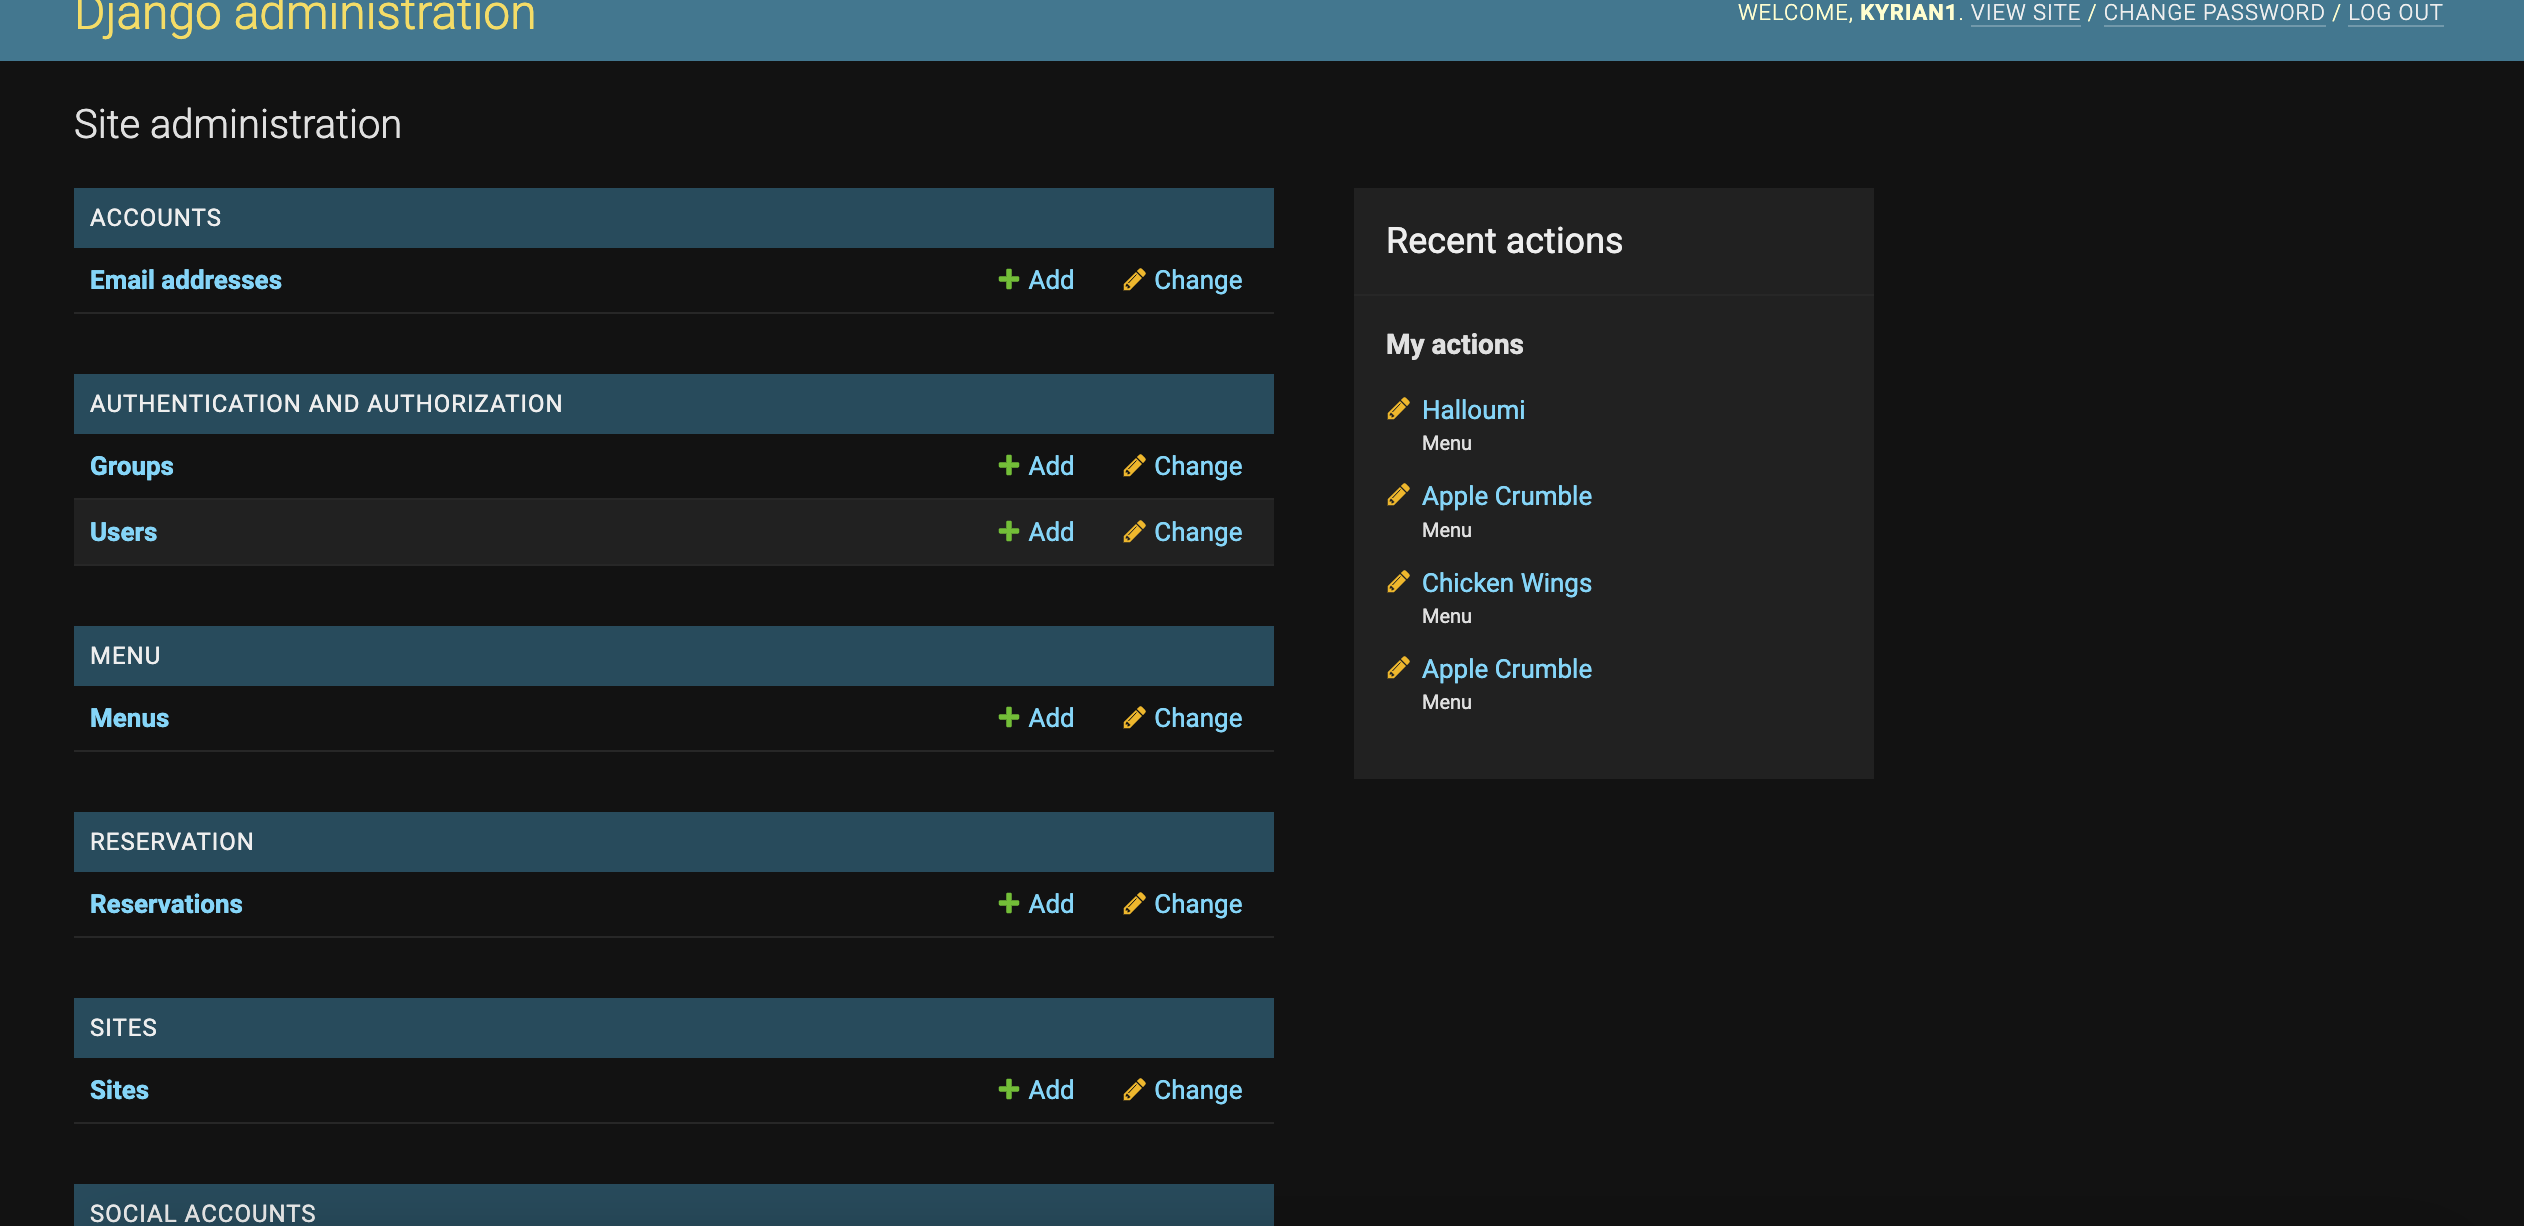 Django administration
WELCOME, KYRIAN1. VIEW SITE / CHANGE PASSWORD / LOG OUT
Site administration
ACCOUNTS
Email addresses Add Change
AUTHENTICATION AND AUTHORIZATION
Groups Add Change
Users Add Change
MENU
Menus Add Change
RESERVATION
Reservations Add Change
SITES
Sites Add Change
SOCIAL ACCOUNTS
Recent actions
My actions
Halloumi
Menu
Apple Crumble
Menu
Chicken Wings
Menu
Apple Crumble
Menu